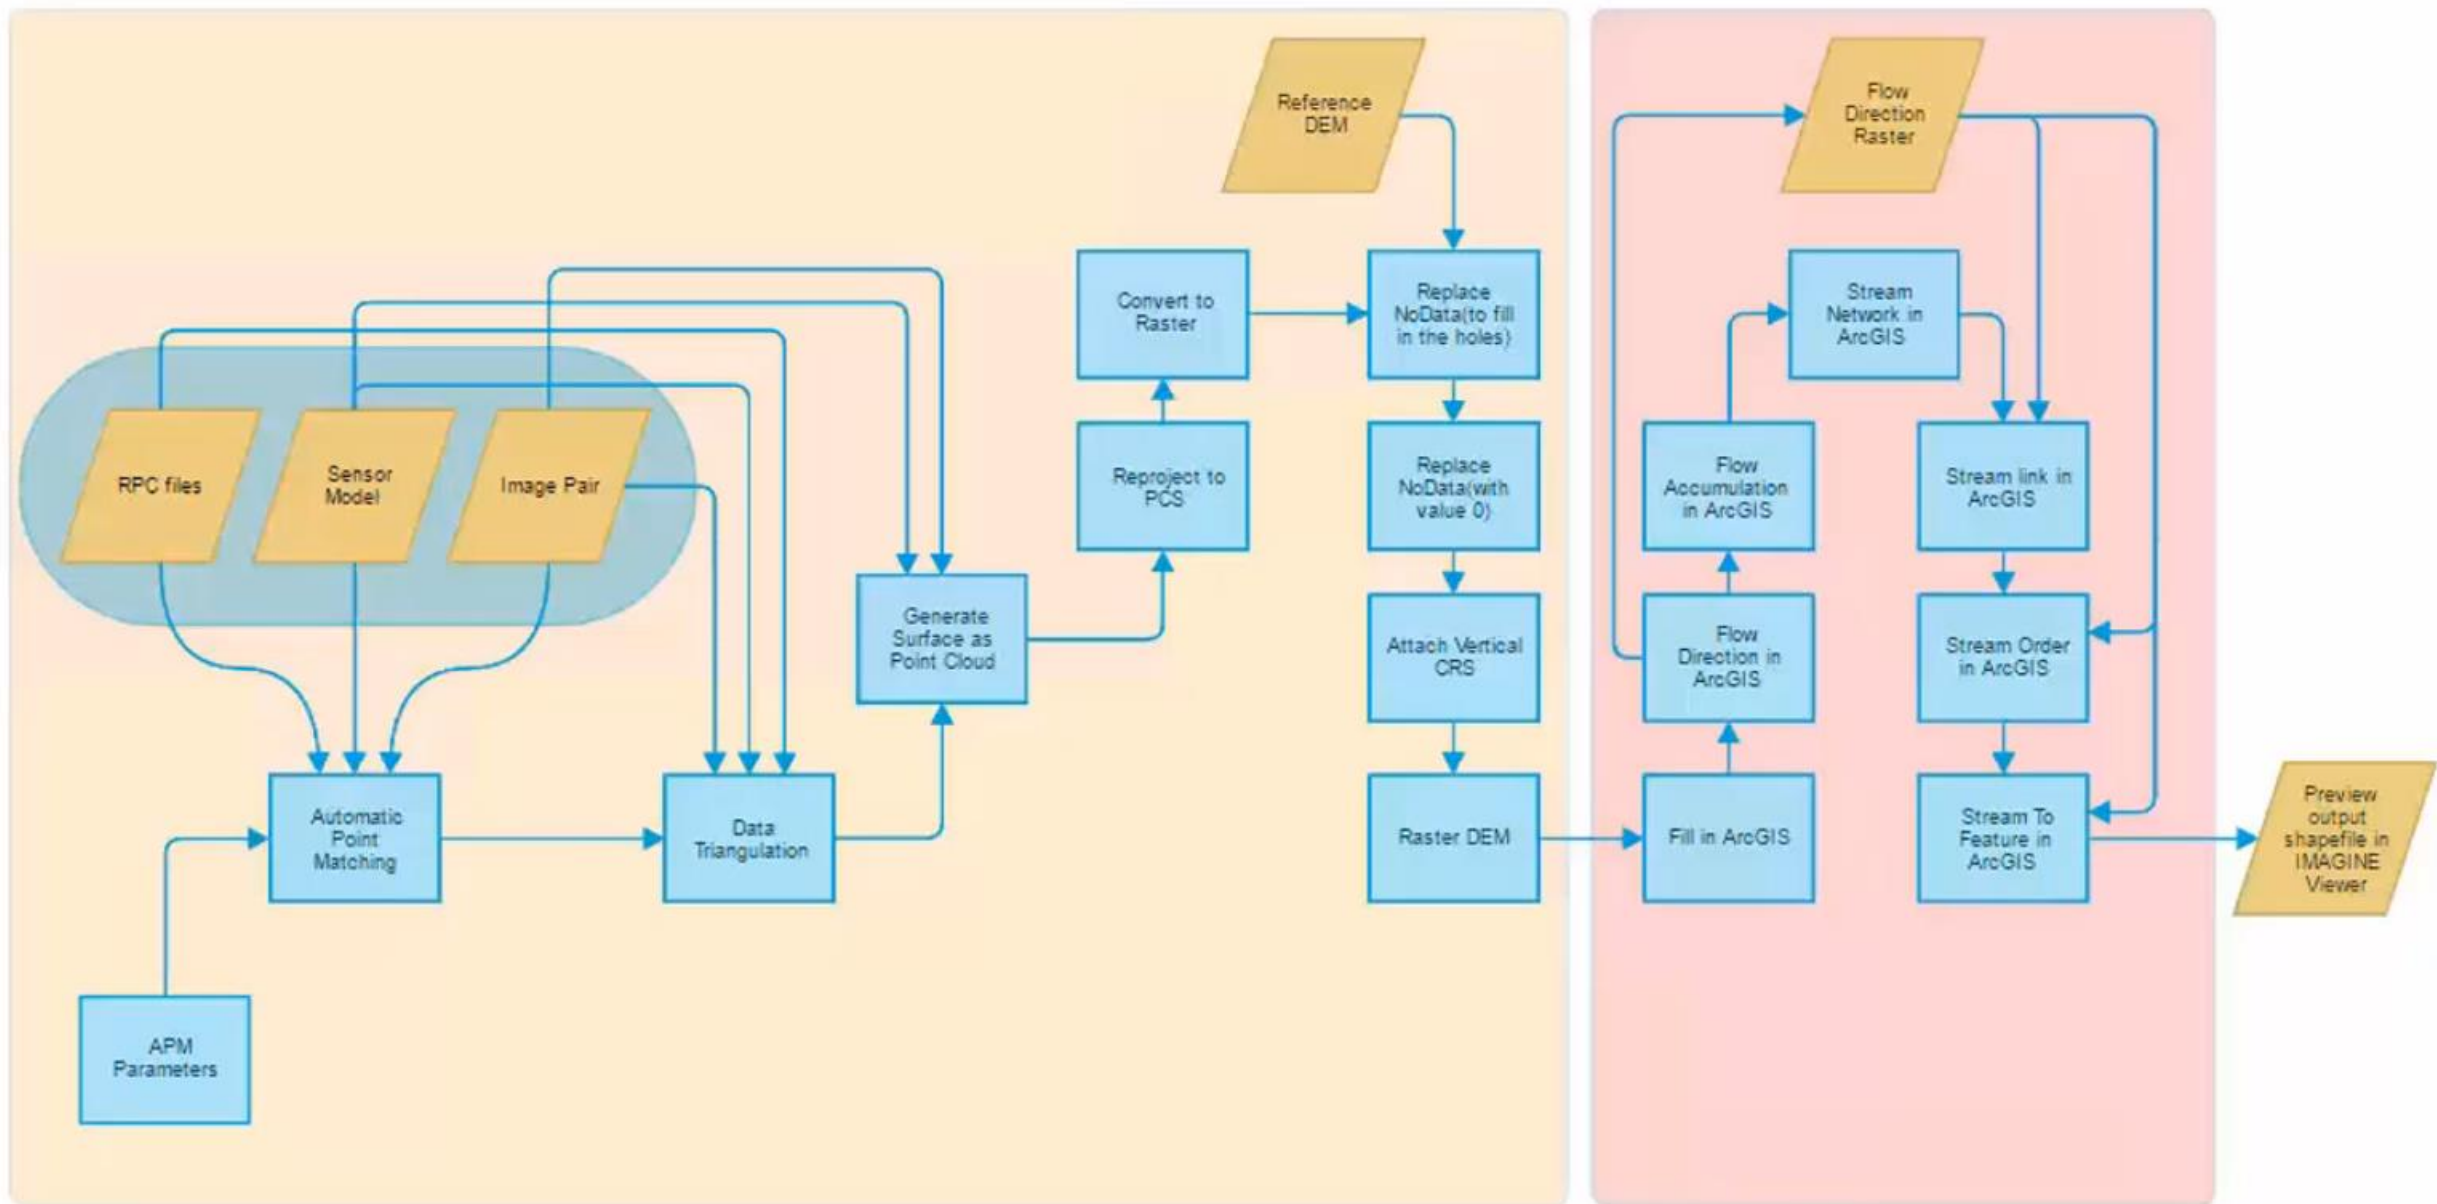 Reference
DEM
Flow
Direction
Raster
Convert to
Raster
Replace
NoData(to fill
in the holes)
Stream
Network in
ArcGIS
RPC files
Sensor
Model
Image Pair
Reproject to
PCS
Replace
NoData(with
value 0)
Flow
Accumulation
in ArcGIS
Stream link in
ArcGIS
Generate
Surface as
Point Cloud
Attach Vertical
CRS
Flow
Direction in
ArcGIS
Stream Order
in ArcGIS
Automatic
Point
Matching
Data
Triangulation
Raster DEM
Fill in ArcGIS
Stream To
Feature in
ArcGIS
Preview
output
shapefile in
IMAGINE
Viewer
APM
Parameters